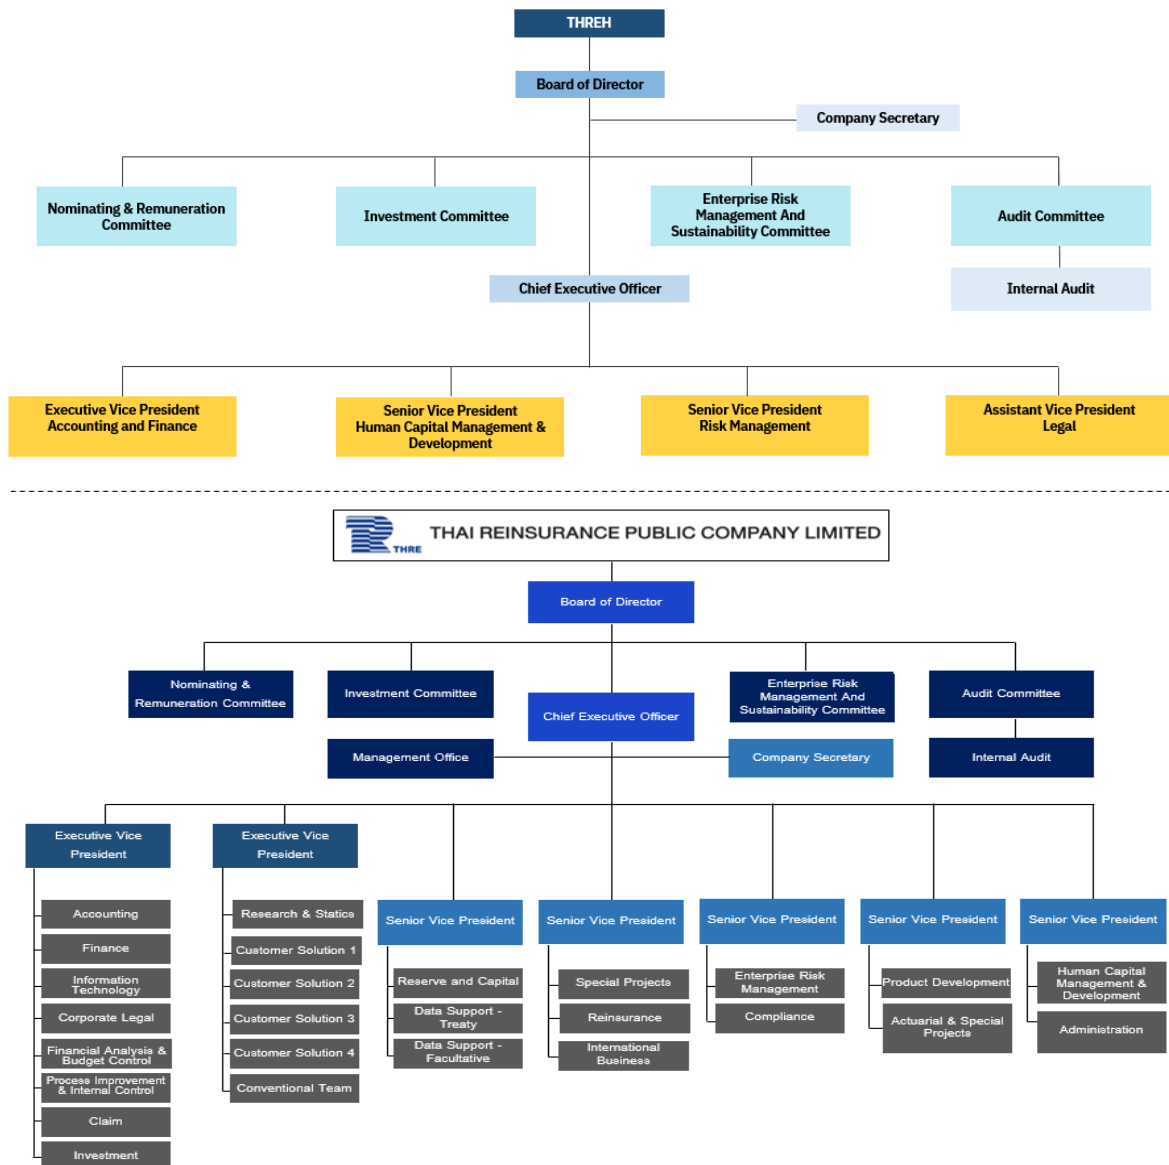 THREH
Board of Director
Company Secretary
Nominating & Remuneration
Committee
Investment Committee
Enterprise Risk
Management And
Sustainability Committee
Audit Committee
Chief Executive Officer
Internal Audit
Executive Vice President
Accounting and Finance
Senior Vice President
Human Capital Management &
Development
Senior Vice President
Risk Management
Assistant Vice President
Legal
THRE
THAI REINSURANCE PUBLIC COMPANY LIMITED
Board of Director
Nominating &
Remuneration Committee
Investment Committee
Chief Executive Officer
Enterprise Risk
Management And
Sustainability Committee
Audit Committee
Management Office
Company Secretary
Internal Audit
Executive Vice
President
Accounting
Finance
Information
Technology
Corporate Legal
Financial Analysis &
Budget Control
Process Improvement
& Internal Control
Claim
Investment
Executive Vice
President
Research & Statics
Customer Solution 1
Customer Solution 2
Customer Solution 3
Customer Solution 4
Conventional Team
Senior Vice President
Reserve and Capital
Data Support -
Treaty
Data Support -
Facultative
Senior Vice President
Special Projects
Reinsurance
International
Business
Senior Vice President
Enterprise Risk
Management
Compliance
Senior Vice President
Product Development
Actuarial & Special
Projects
Senior Vice President
Human Capital
Management &
Development
Administration